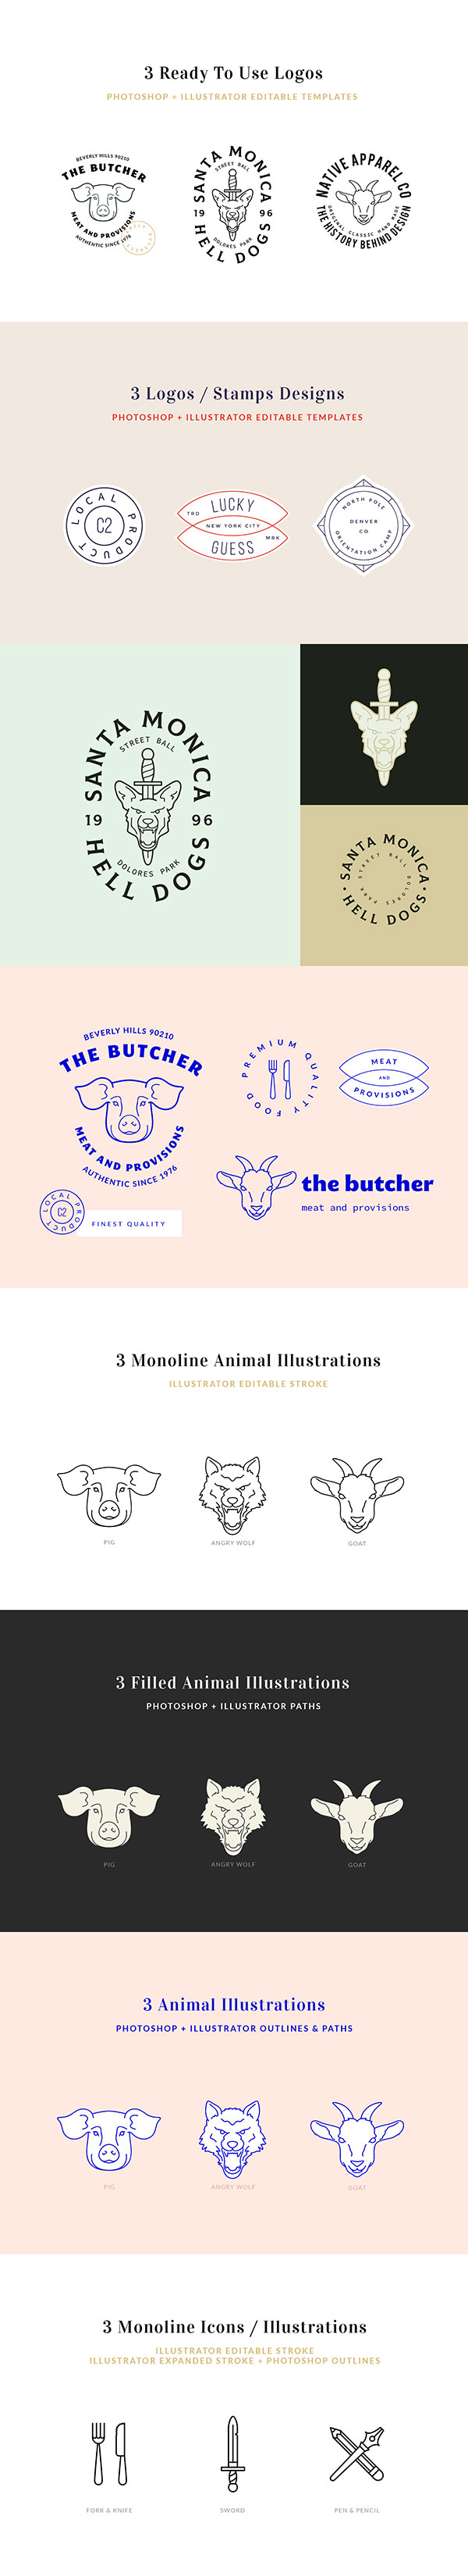 3 Ready To Use Logos
PHOTOSHOP + ILLUSTRATOR EDITABLE TEMPLATES
BEVERLY HILLS 90210
THE BUTCHER
MEAT AND PROVISIONS
AUTHENTIC SINCE 1976
SANTA MONICA
STREET BALL
19 96
DOLORES PARK
HELL DOGS
NATIVE APPAREL CO
ORIGINAL CLASSIC HAND MADE
THE HISTORY BEHIND DESIGN
3 Logos / Stamps Designs
PHOTOSHOP + ILLUSTRATOR EDITABLE TEMPLATES
LOCAL PRODUCT
C2
LUCKY
TRD
NEW YORK CITY
MRK
GUESS
NORTH POLE
DENVER
CO
ORIENTATION CAMP
SANTA MONICA
STREET BALL
19 96
DOLORES PARK
HELL DOGS
SANTA MONICA
STREET BALL
DOLORES PARK
HELL DOGS
BEVERLY HILLS 90210
THE BUTCHER
MEAT AND PROVISIONS
AUTHENTIC SINCE 1976
LOCAL PRODUCT
C2
FINEST QUALITY
PREMIUM QUALITY FOOD
MEAT
AND
PROVISIONS
the butcher
meat and provisions
3 Monoline Animal Illustrations
ILLUSTRATOR EDITABLE STROKE
PIG
ANGRY WOLF
GOAT
3 Filled Animal Illustrations
PHOTOSHOP + ILLUSTRATOR PATHS
PIG
ANGRY WOLF
GOAT
3 Animal Illustrations
PHOTOSHOP + ILLUSTRATOR OUTLINES & PATHS
PIG
ANGRY WOLF
GOAT
3 Monoline Icons / Illustrations
ILLUSTRATOR EDITABLE STROKE
ILLUSTRATOR EXPANDED STROKE + PHOTOSHOP OUTLINES
FORK & KNIFE
SWORD
PEN & PENCIL